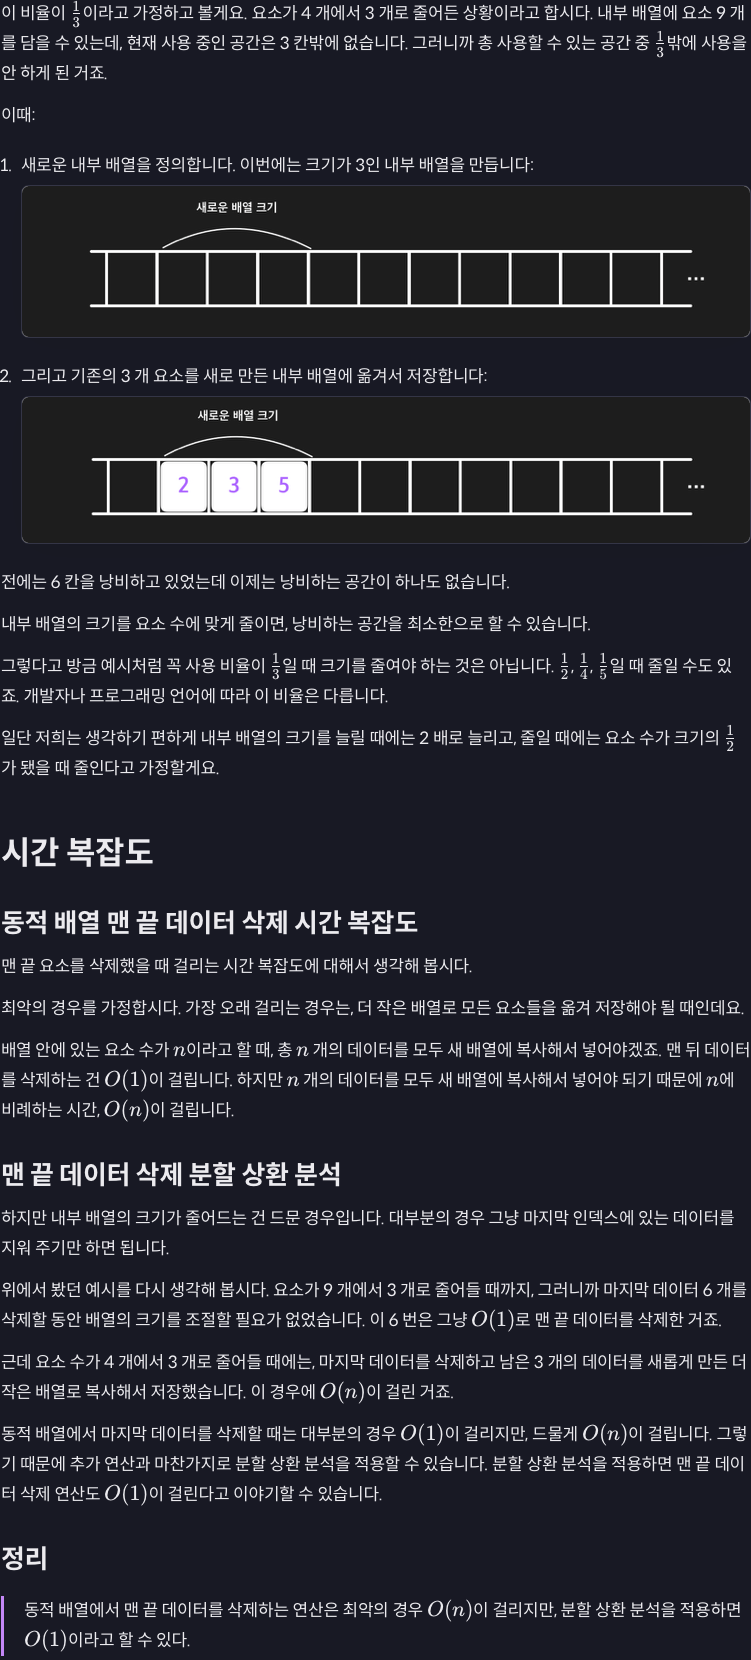 이 비율이 1/3이라고 가정하고 볼게요. 요소가 4 개에서 3 개로 줄어든 상황이라고 합시다. 내부 배열에 요소 9 개
를 담을 수 있는데, 현재 사용 중인 공간은 3 칸밖에 없습니다. 그러니까 총 사용할 수 있는 공간 중 1/3밖에 사용을
안 하게 된 거죠.
이때:
1. 새로운 내부 배열을 정의합니다. 이번에는 크기가 3인 내부 배열을 만듭니다:
새로운 배열 크기
...
2. 그리고 기존의 3 개 요소를 새로 만든 내부 배열에 옮겨서 저장합니다:
새로운 배열 크기
2 3 5 ...
전에는 6 칸을 낭비하고 있었는데 이제는 낭비하는 공간이 하나도 없습니다.
내부 배열의 크기를 요소 수에 맞게 줄이면, 낭비하는 공간을 최소한으로 할 수 있습니다.
그렇다고 방금 예시처럼 꼭 사용 비율이 1/3일 때 크기를 줄여야 하는 것은 아닙니다. 1/2, 1/4, 1/5일 때 줄일 수도 있
죠. 개발자나 프로그래밍 언어에 따라 이 비율은 다릅니다.
일단 저희는 생각하기 편하게 내부 배열의 크기를 늘릴 때에는 2 배로 늘리고, 줄일 때에는 요소 수가 크기의 1/2
가 됐을 때 줄인다고 가정할게요.
시간 복잡도
동적 배열 맨 끝 데이터 삭제 시간 복잡도
맨 끝 요소를 삭제했을 때 걸리는 시간 복잡도에 대해서 생각해 봅시다.
최악의 경우를 가정합시다. 가장 오래 걸리는 경우는, 더 작은 배열로 모든 요소들을 옮겨 저장해야 될 때인데요.
배열 안에 있는 요소 수가 n이라고 할 때, 총 n 개의 데이터를 모두 새 배열에 복사해서 넣어야겠죠. 맨 뒤 데이터
를 삭제하는 건 O(1)이 걸립니다. 하지만 n 개의 데이터를 모두 새 배열에 복사해서 넣어야 되기 때문에 n에
비례하는 시간, O(n)이 걸립니다.
맨 끝 데이터 삭제 분할 상환 분석
하지만 내부 배열의 크기가 줄어드는 건 드문 경우입니다. 대부분의 경우 그냥 마지막 인덱스에 있는 데이터를
지워 주기만 하면 됩니다.
위에서 봤던 예시를 다시 생각해 봅시다. 요소가 9 개에서 3 개로 줄어들 때까지, 그러니까 마지막 데이터 6 개를
삭제할 동안 배열의 크기를 조절할 필요가 없었습니다. 이 6 번은 그냥 O(1)로 맨 끝 데이터를 삭제한 거죠.
근데 요소 수가 4 개에서 3 개로 줄어들 때에는, 마지막 데이터를 삭제하고 남은 3 개의 데이터를 새롭게 만든 더
작은 배열로 복사해서 저장했습니다. 이 경우에 O(n)이 걸린 거죠.
동적 배열에서 마지막 데이터를 삭제할 때는 대부분의 경우 O(1)이 걸리지만, 드물게 O(n)이 걸립니다. 그렇
기 때문에 추가 연산과 마찬가지로 분할 상환 분석을 적용할 수 있습니다. 분할 상환 분석을 적용하면 맨 끝 데이
터 삭제 연산도 O(1)이 걸린다고 이야기할 수 있습니다.
정리
동적 배열에서 맨 끝 데이터를 삭제하는 연산은 최악의 경우 O(n)이 걸리지만, 분할 상환 분석을 적용하면
O(1)이라고 할 수 있다.